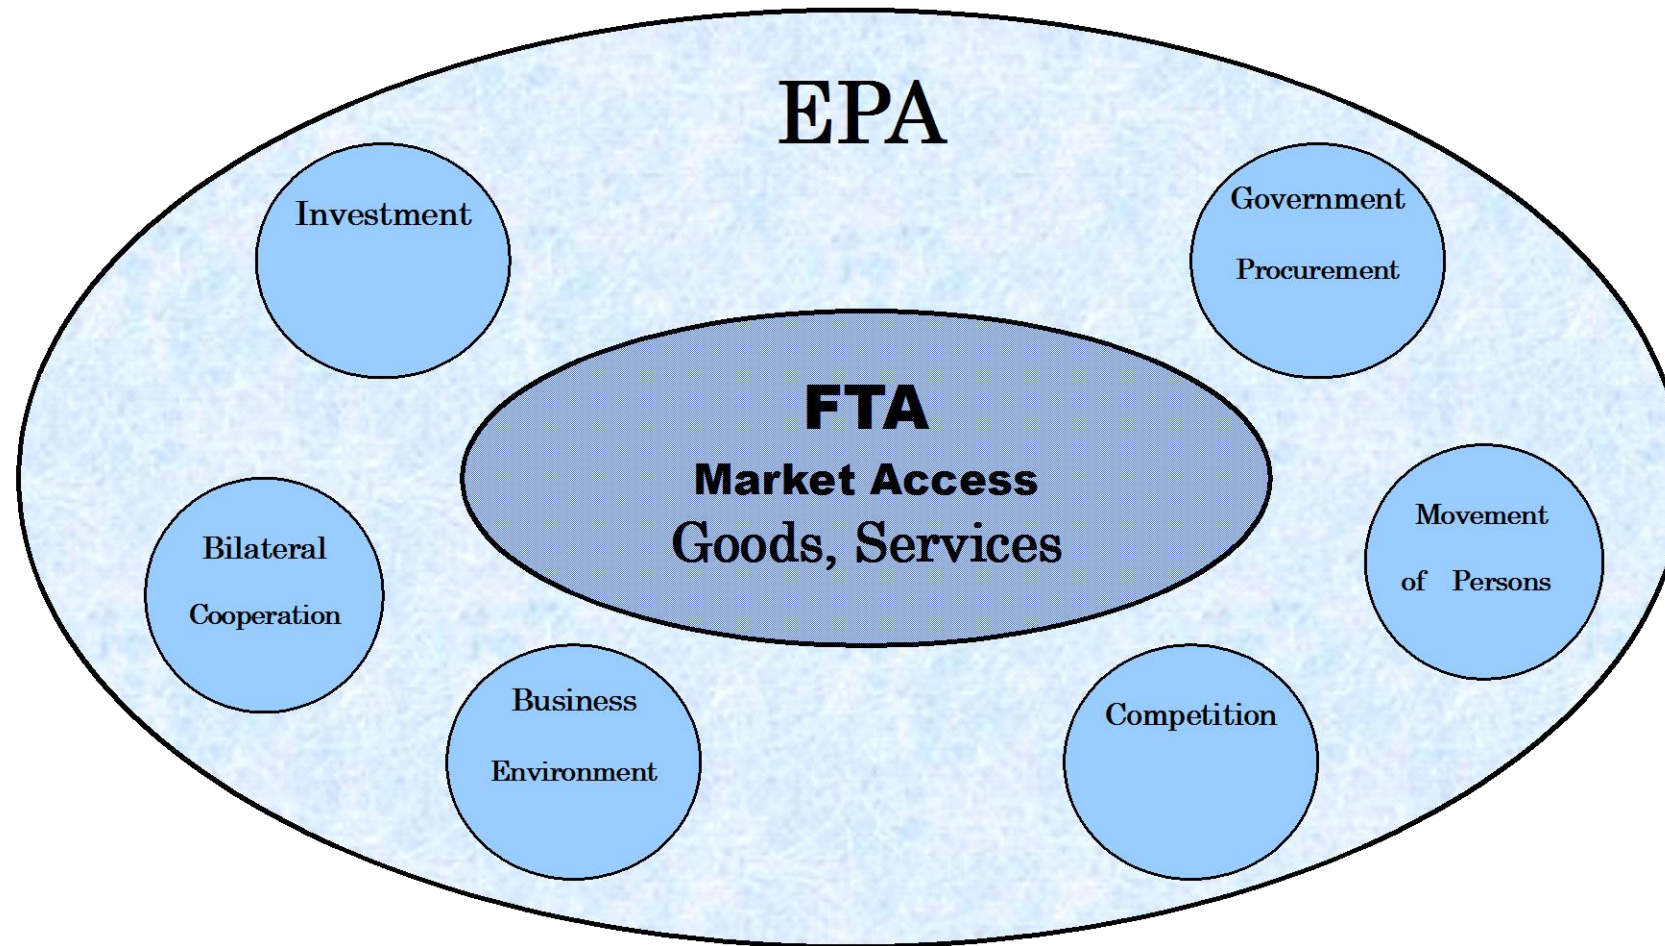 EPA
Investment
Government
Procurement
FTA
Market Access
Goods, Services
Bilateral
Cooperation
Movement
of Persons
Business
Environment
Competition